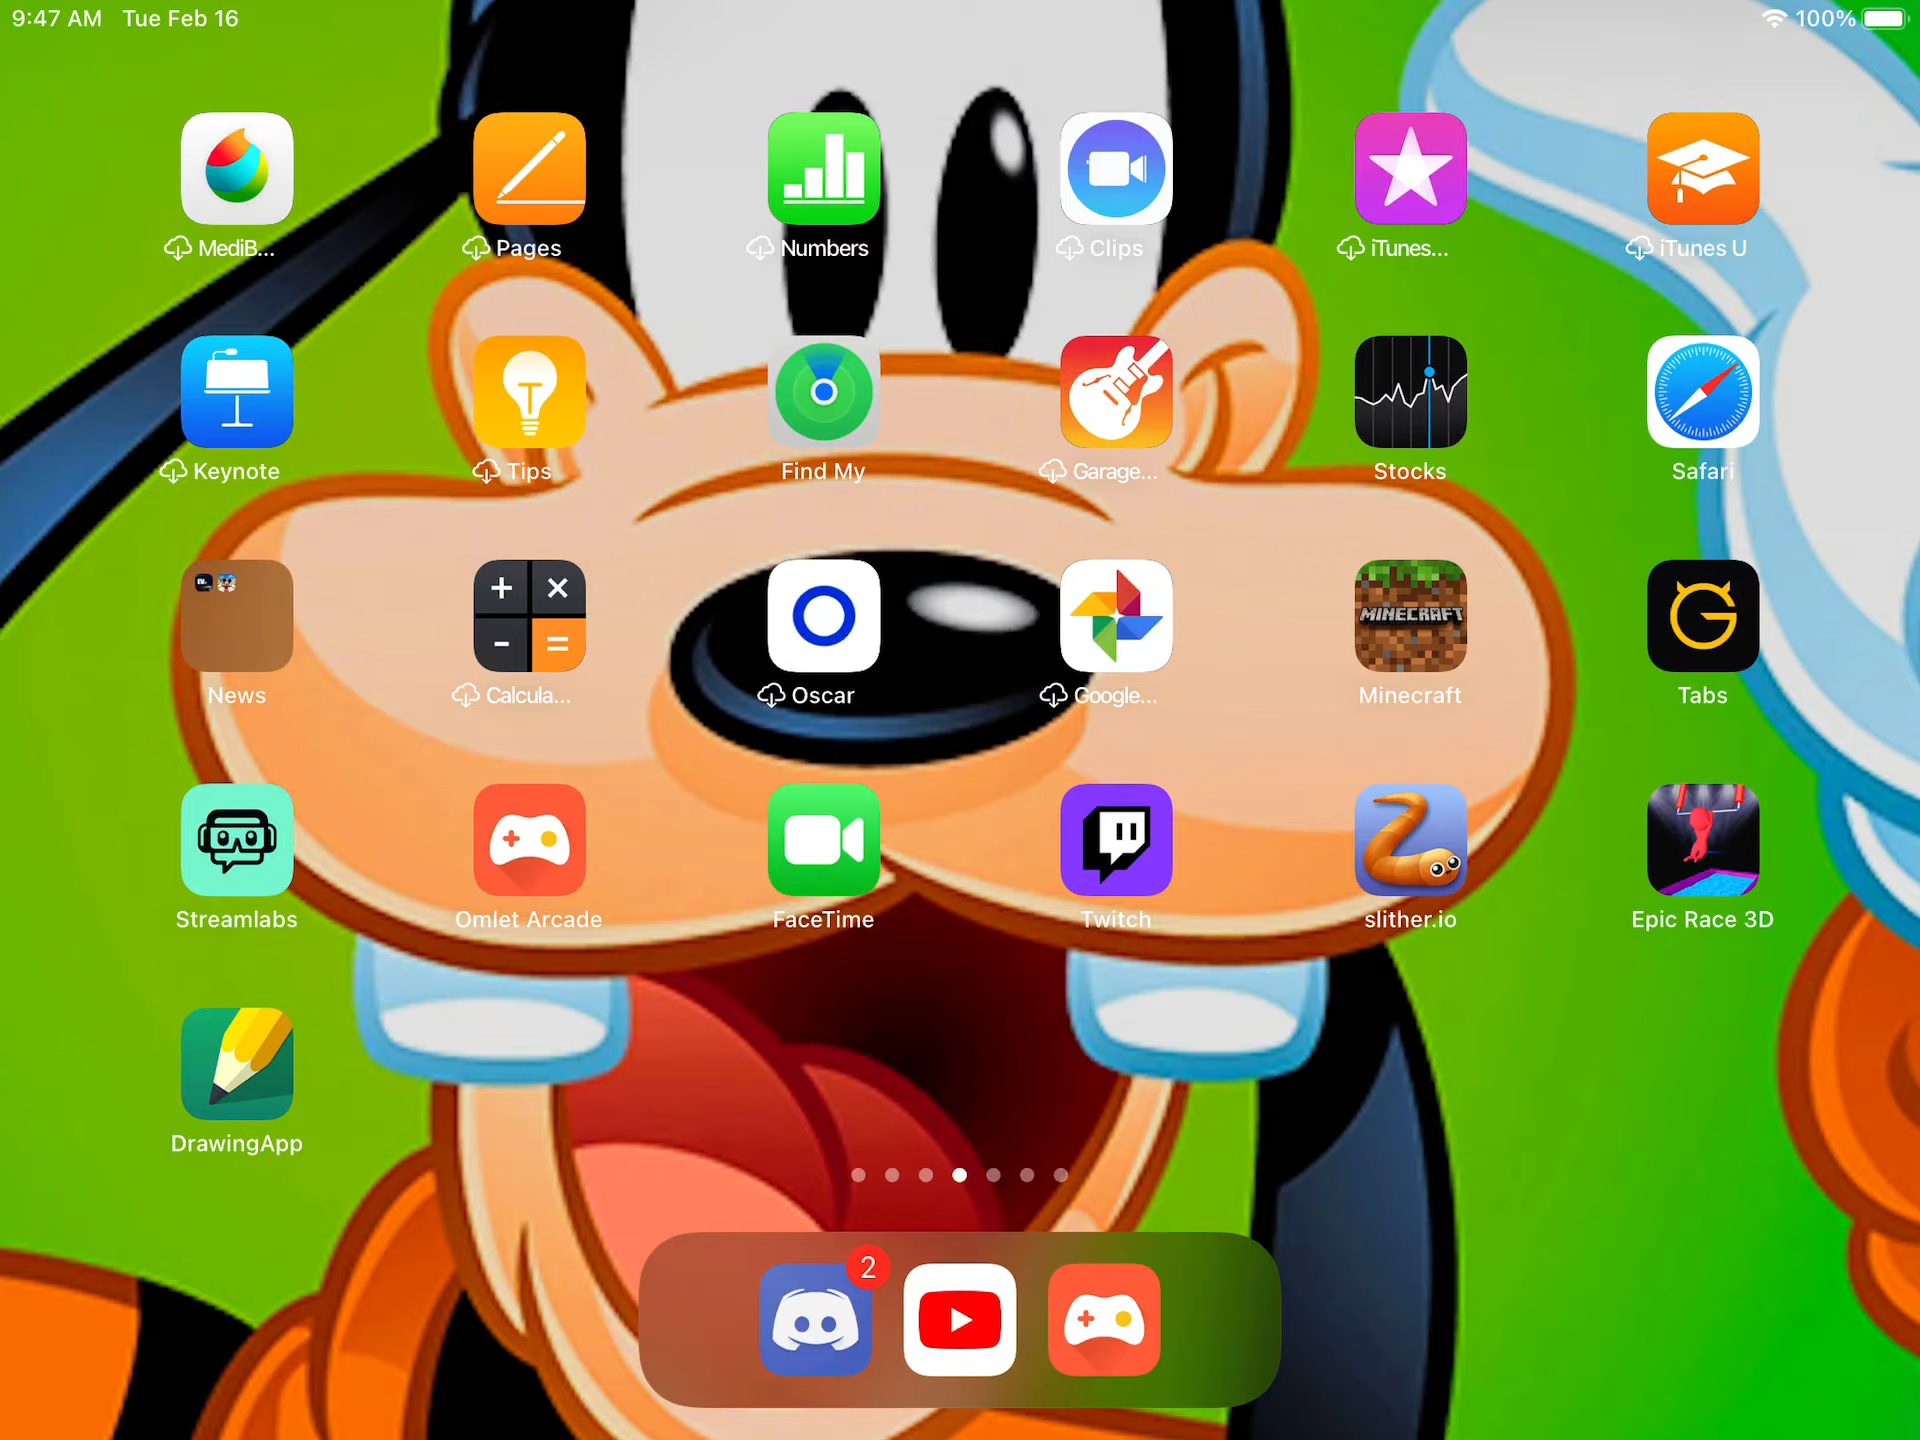 9:47 AM Tue Feb 16 100%
MediB... Pages Numbers Clips iTunes... iTunes U
Keynote Tips Find My Garage... Stocks Safari
MINECRAFT
News Calcula... Oscar Google... Minecraft Tabs
Streamlabs Omlet Arcade FaceTime Twitch slither.io Epic Race 3D
DrawingApp
2